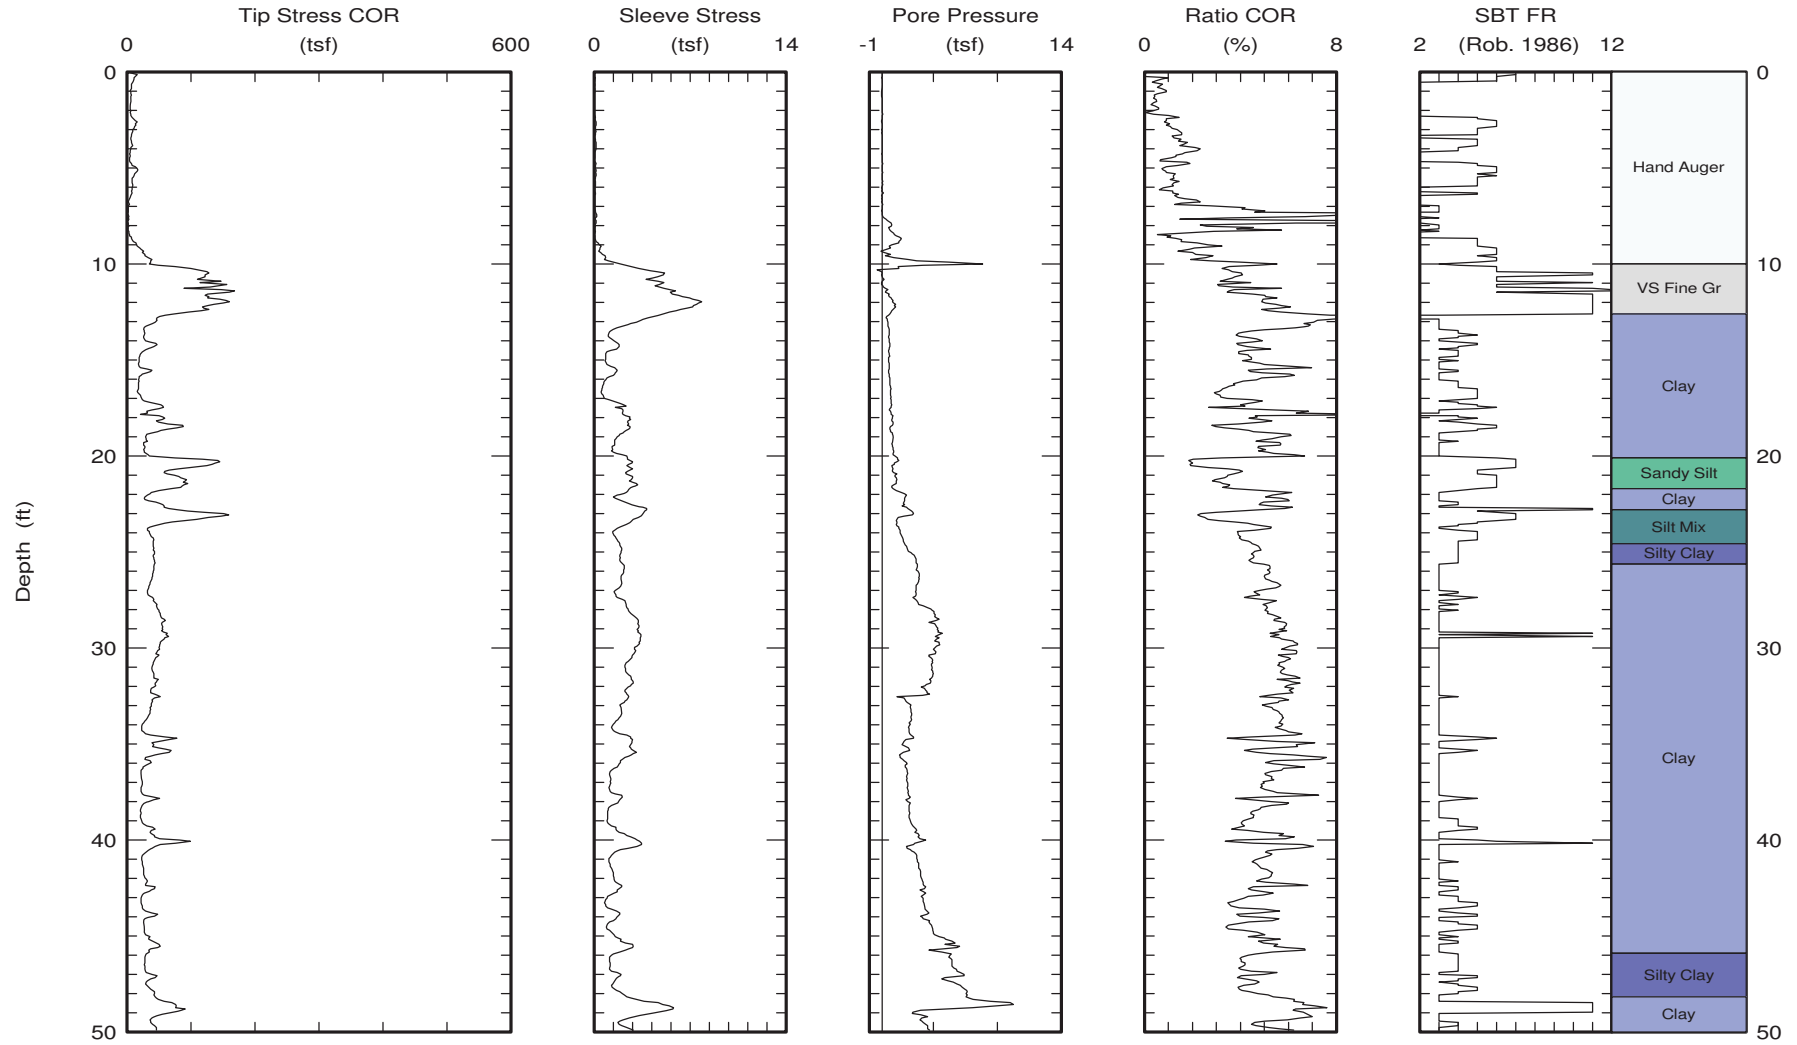 Tip Stress COR Sleeve Stress Pore Pressure Ratio COR SBT FR
0 (tsf) 600 0 (tsf) 14 -1 (tsf) 14 0 (%) 8 2 (Rob. 1986) 12
0 0
Hand Auger
10 10
VS Fine Gr
Clay
20 20
Sandy Silt
Clay
Silt Mix
Silty Clay
Depth (ft)
30 30
Clay
40 40
Silty Clay
Clay
50 50